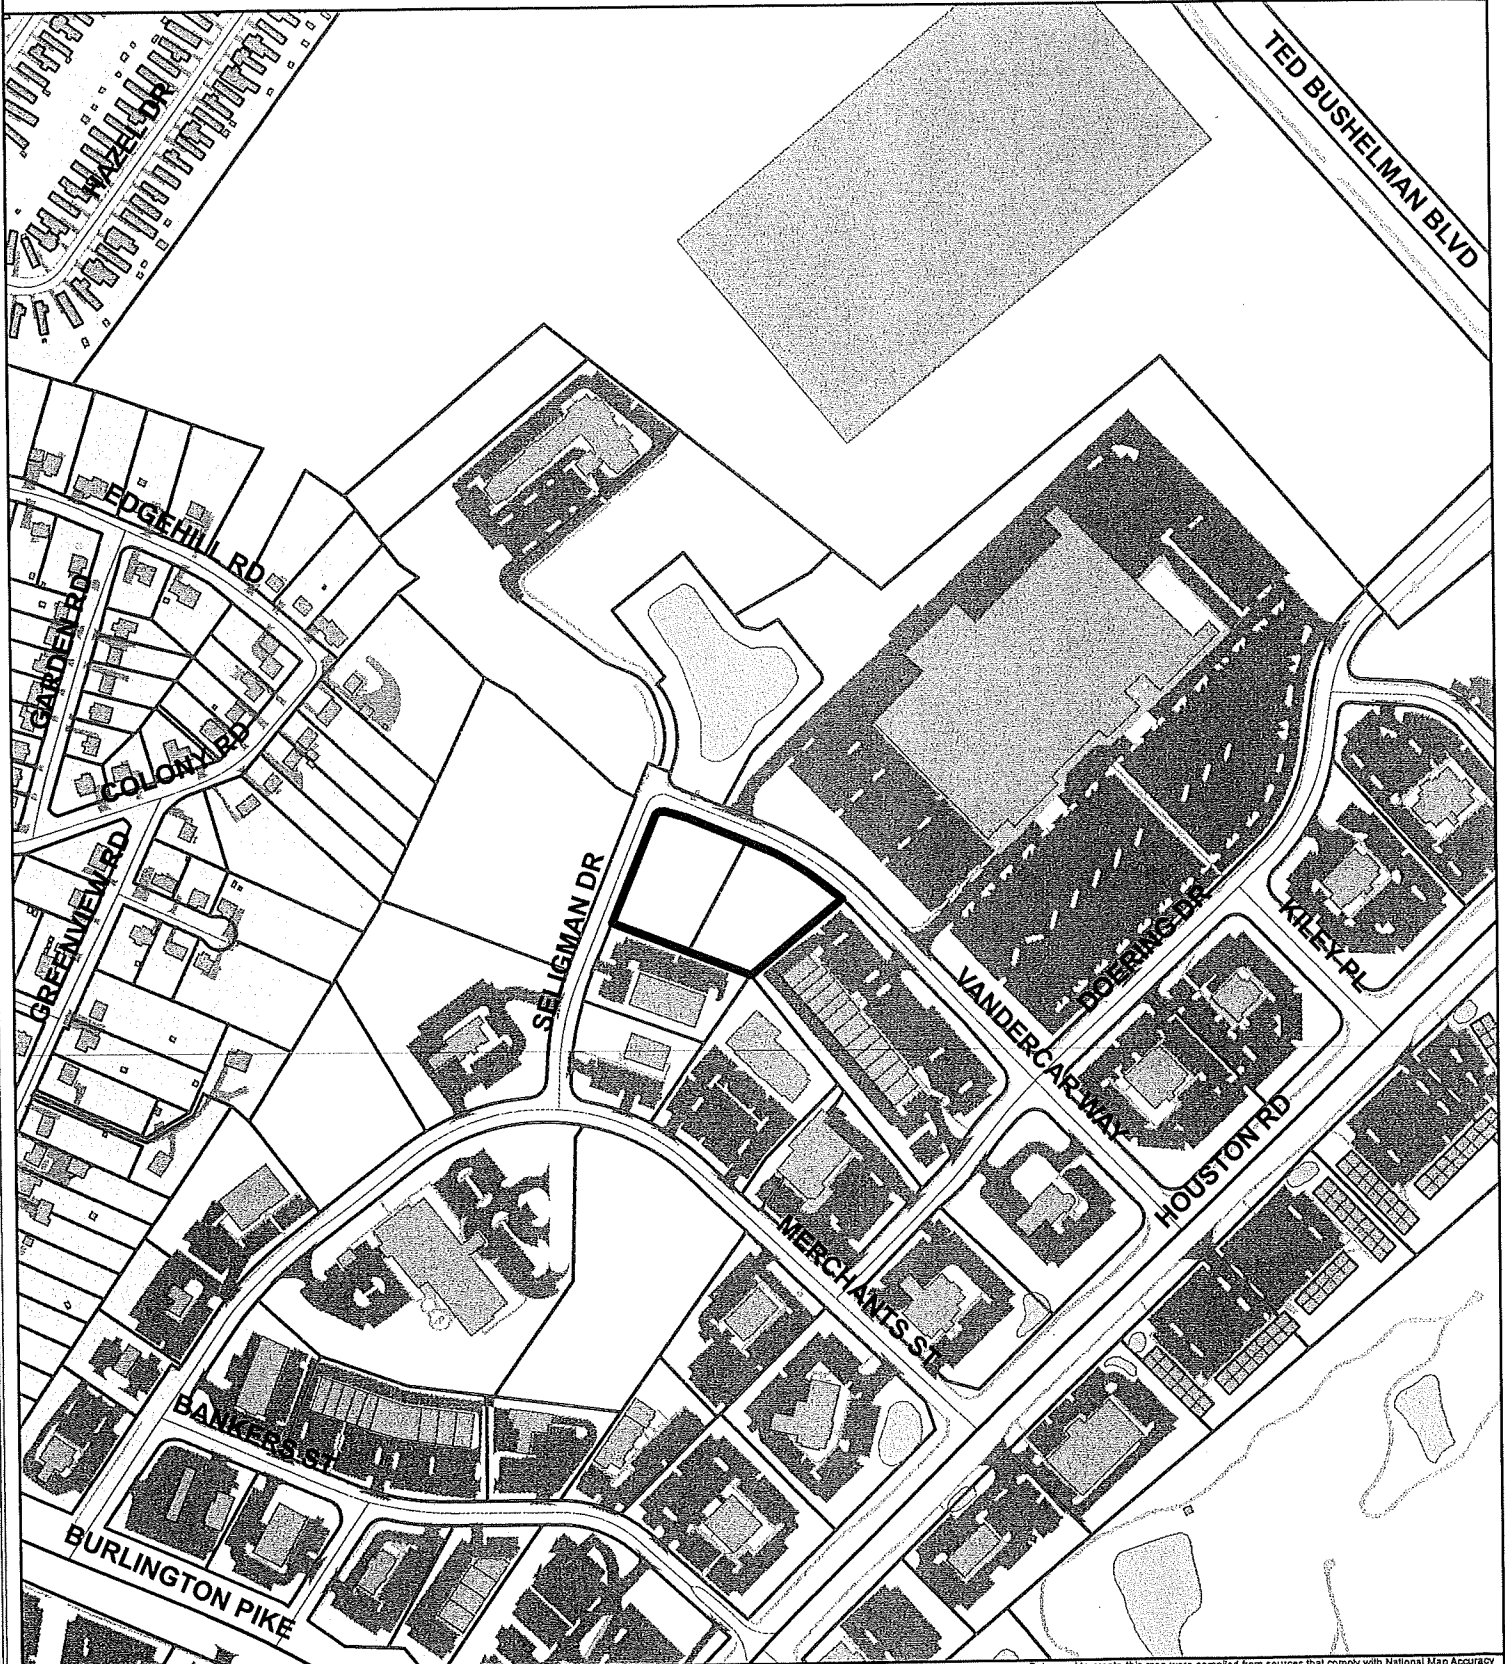 TED BUSHELMAN BLVD
HAZEL DR
EDGEHILL RD
GARDEN RD
COLONY RD
GREENVIEW RD
SELIGMAN DR
DOERING DR
KILEY PL
VANDERCAR WAY
HOUSTON RD
MERCHANTS ST
BANKERS ST
BURLINGTON PIKE